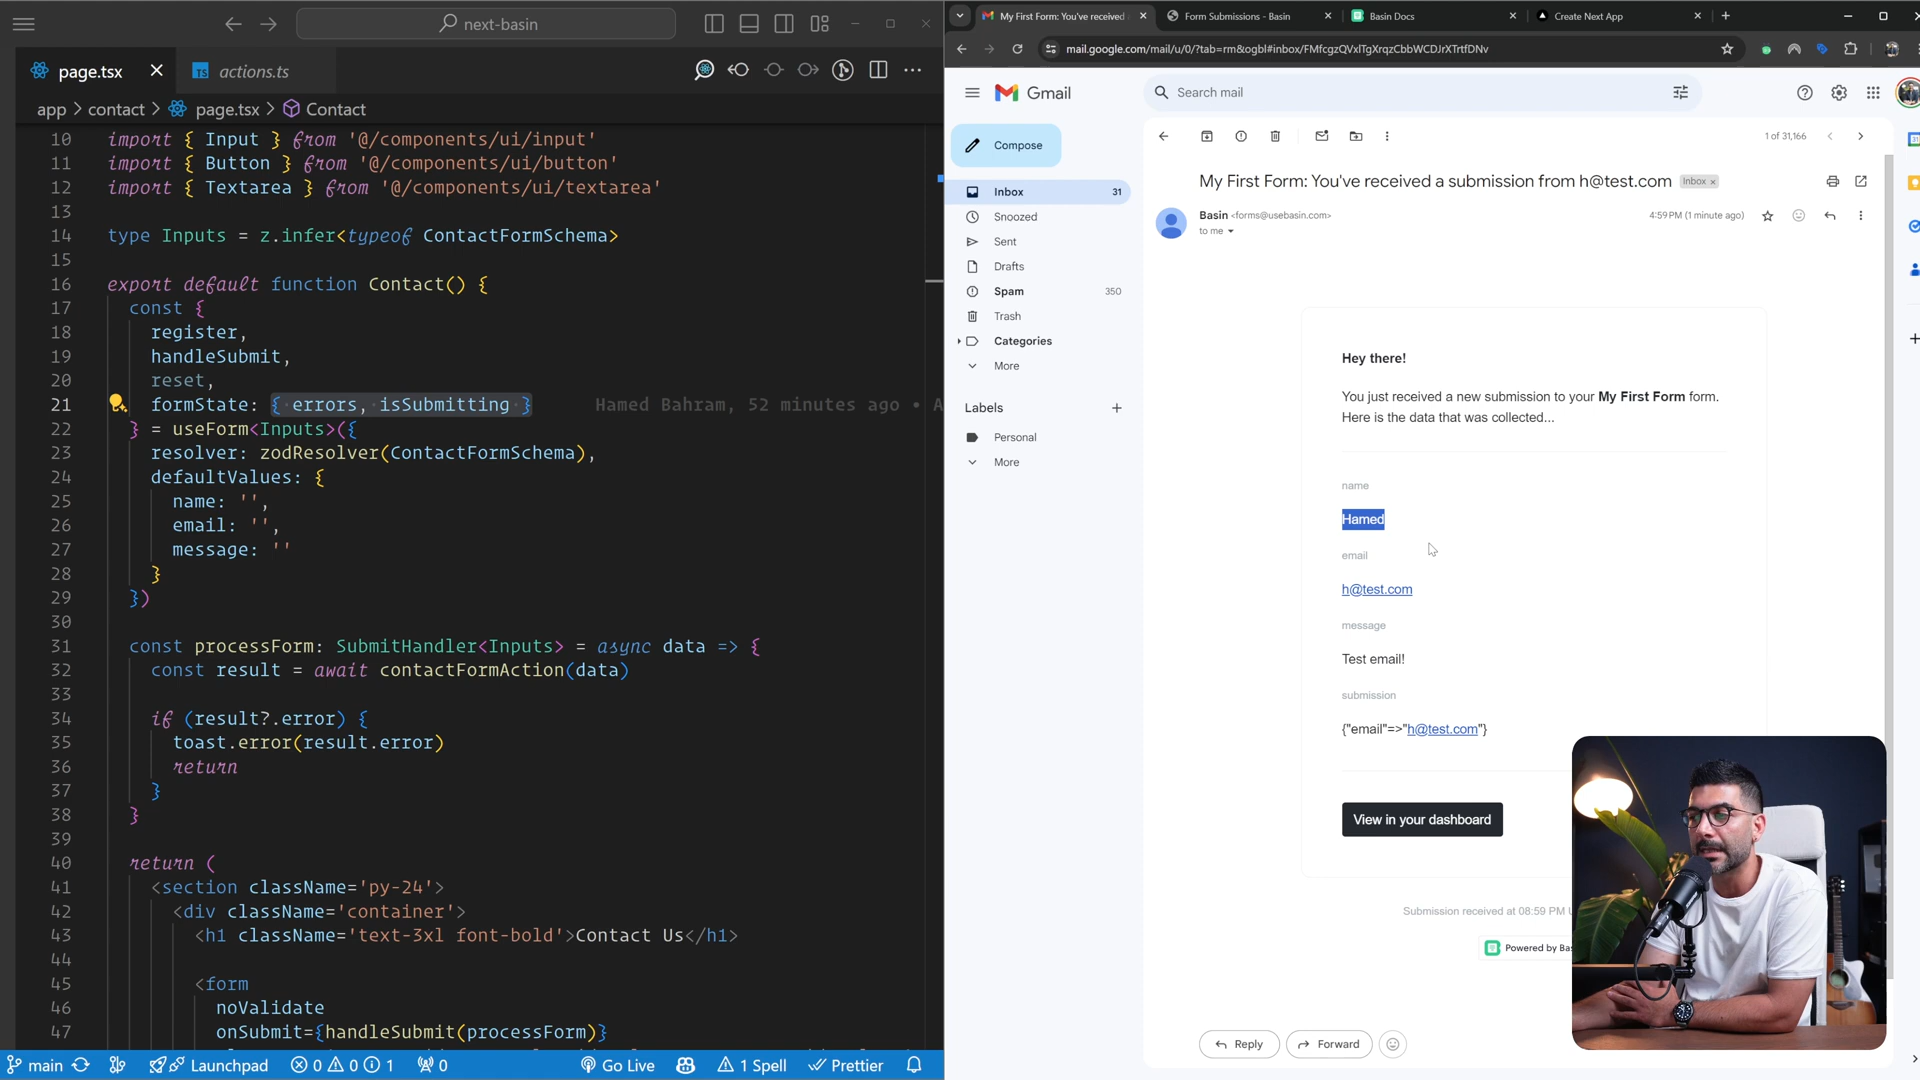 next-basin
page.tsx
TS actions.ts
app > contact > page.tsx > Contact
10 import { Input } from '@/components/ui/input'
11 import { Button } from '@/components/ui/button'
12 import { Textarea } from '@/components/ui/textarea'
13
14 type Inputs = z.infer<typeof ContactFormSchema>
15
16 export default function Contact() {
17 const {
18 register,
19 handleSubmit,
20 reset,
21 formState: { errors, isSubmitting } Hamed Bahram, 52 minutes ago • A
22 } = useForm<Inputs>({
23 resolver: zodResolver(ContactFormSchema),
24 defaultValues: {
25 name: '',
26 email: '',
27 message: ''
28 }
29 })
30
31 const processForm: SubmitHandler<Inputs> = async data => {
32 const result = await contactFormAction(data)
33
34 if (result?.error) {
35 toast.error(result.error)
36 return
37 }
38 }
39
40 return (
41 <section className='py-24'>
42 <div className='container'>
43 <h1 className='text-3xl font-bold'>Contact Us</h1>
44
45 <form
46 noValidate
47 onSubmit={handleSubmit(processForm)}
main Launchpad 0 0 1 0 Go Live 1 Spell Prettier
My First Form: You've received
Form Submissions - Basin
Basin Docs
Create Next App
mail.google.com/mail/u/0/?tab=rm&ogbl#inbox/FMfcgzQVxlTgXrqzCbbWCDJrXTrtfDNv
Gmail
Search mail
Compose
1 of 31,166
Inbox 31
Snoozed
Sent
Drafts
Spam 350
Trash
Categories
More
Labels
Personal
More
My First Form: You've received a submission from h@test.com Inbox x
Basin <forms@usebasin.com>
4:59 PM (1 minute ago)
to me
Hey there!
You just received a new submission to your My First Form form.
Here is the data that was collected...
name
Hamed
email
h@test.com
message
Test email!
submission
{"email"=>"h@test.com"}
View in your dashboard
Submission received at 08:59 PM
Powered by Bas
Reply
Forward